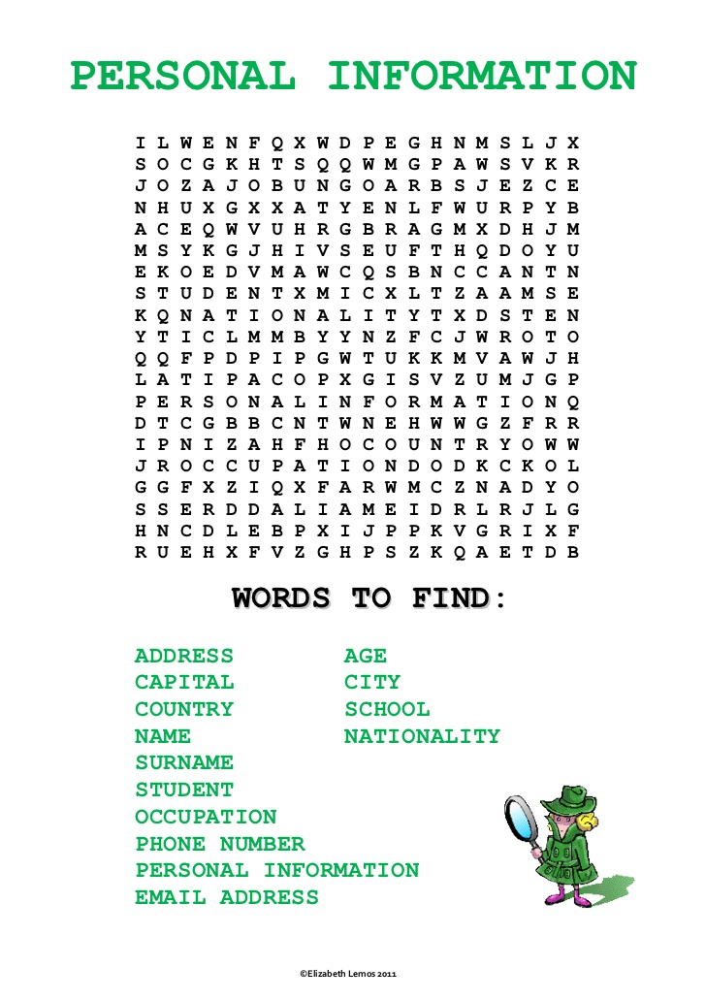 PERSONAL INFORMATION
I L W E N F Q X W D P E G H N M S L J X
S O C G K H T S Q Q W M G P A W S V K R
J O Z A J O B U N G O A R B S J E Z C E
N H U X G X X A T Y E N L F W U R P Y B
A C E Q W V U H R G B R A G M X D H J M
M S Y K G J H I V S E U F T H Q D O Y U
E K O E D V M A W C Q S B N C C A N T N
S T U D E N T X M I C X L T Z A A M S E
K Q N A T I O N A L I T Y T X D S T E N
Y T I C L M M B Y Y N Z F C J W R O T O
Q Q F P D P I P G W T U K K M V A W J H
L A T I P A C O P X G I S V Z U M J G P
P E R S O N A L I N F O R M A T I O N Q
D T C G B B C N T W N E H W W G Z F R R
I P N I Z A H F H O C O U N T R Y O W W
J R O C C U P A T I O N D O D K C K O L
G G F X Z I Q X F A R W M C Z N A D Y O
S S E R D D A L I A M E I D R L R J L G
H N C D L E B P X I J P P K V G R I X F
R U E H X F V Z G H P S Z K Q A E T D B
WORDS TO FIND:
ADDRESS AGE
CAPITAL CITY
COUNTRY SCHOOL
NAME NATIONALITY
SURNAME
STUDENT
OCCUPATION
PHONE NUMBER
PERSONAL INFORMATION
EMAIL ADDRESS
©Elizabeth Lemos 2011